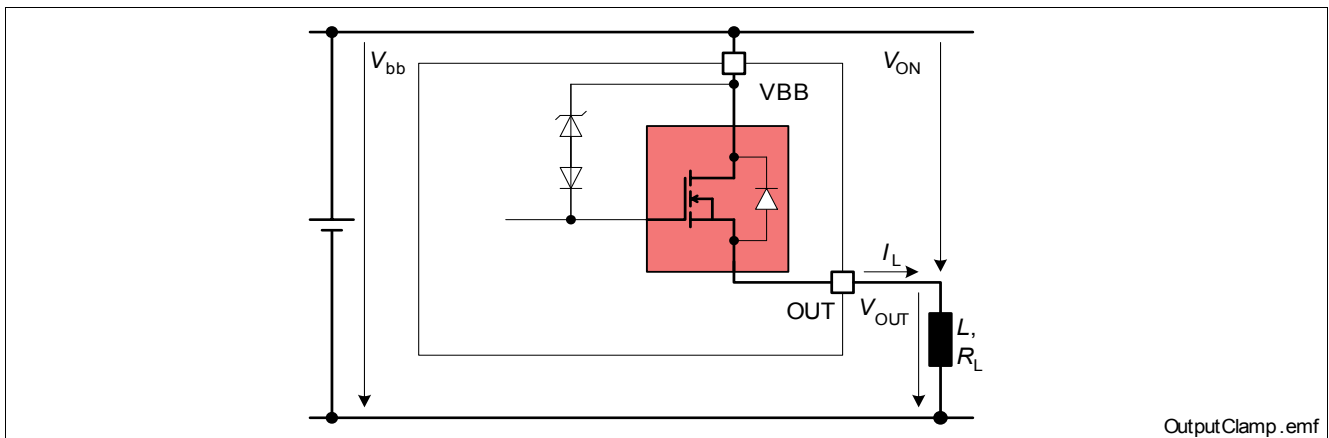 Vbb
VON
VBB
IL
OUT
VOUT
L,
RL
OutputClamp.emf